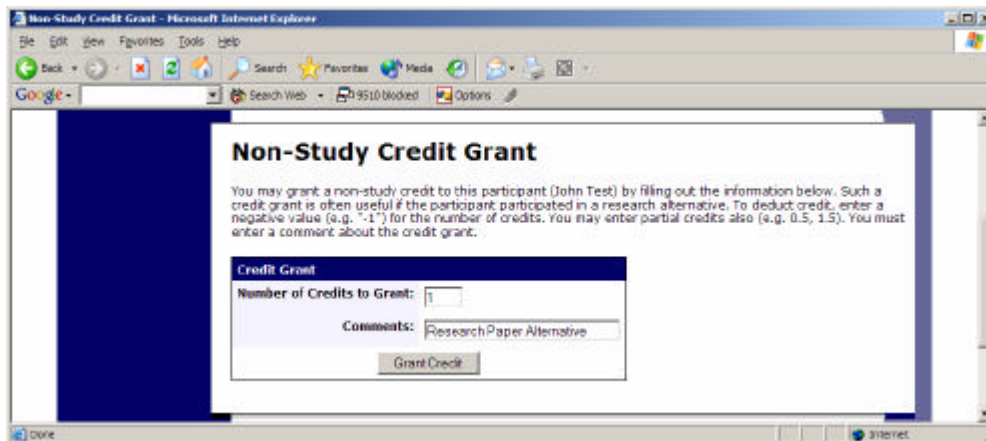 Non-Study Credit Grant - Microsoft Internet Explorer
File Edit View Favorites Tools Help
Back Search Favorites Media
Google Search Web 9510 blocked Options
Non-Study Credit Grant
You may grant a non-study credit to this participant (John Test) by filling out the information below. Such a
credit grant is often useful if the participant participated in a research alternative. To deduct credit, enter a
negative value (e.g. "-1") for the number of credits. You may enter partial credits also (e.g. 0.5, 1.5). You must
enter a comment about the credit grant.
Credit Grant
Number of Credits to Grant: 1
Comments: Research Paper Alternative
Grant Credit
Done Internet